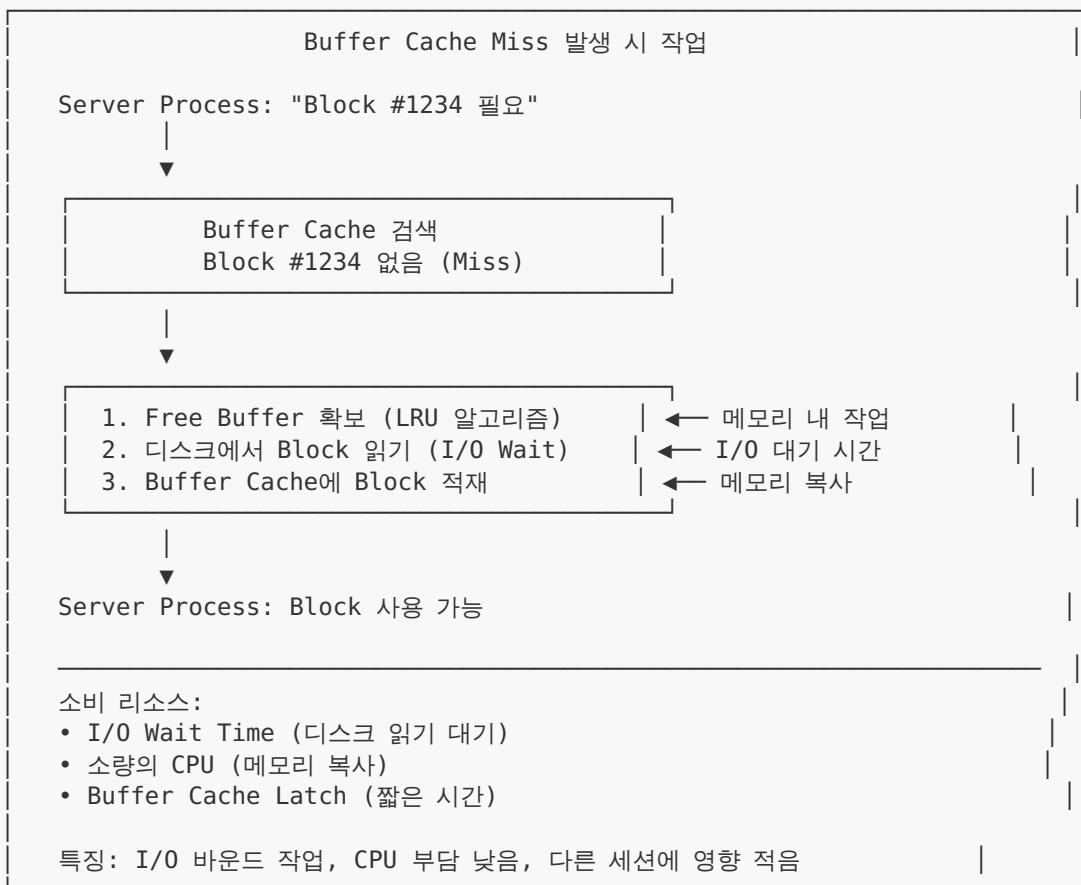 Buffer Cache Miss 발생 시 작업
Server Process: "Block #1234 필요"
Buffer Cache 검색
Block #1234 없음 (Miss)
1. Free Buffer 확보 (LRU 알고리즘) ◀── 메모리 내 작업
2. 디스크에서 Block 읽기 (I/O Wait) ◀── I/O 대기 시간
3. Buffer Cache에 Block 적재 ◀── 메모리 복사
Server Process: Block 사용 가능
소비 리소스:
• I/O Wait Time (디스크 읽기 대기)
• 소량의 CPU (메모리 복사)
• Buffer Cache Latch (짧은 시간)
특징: I/O 바운드 작업, CPU 부담 낮음, 다른 세션에 영향 적음